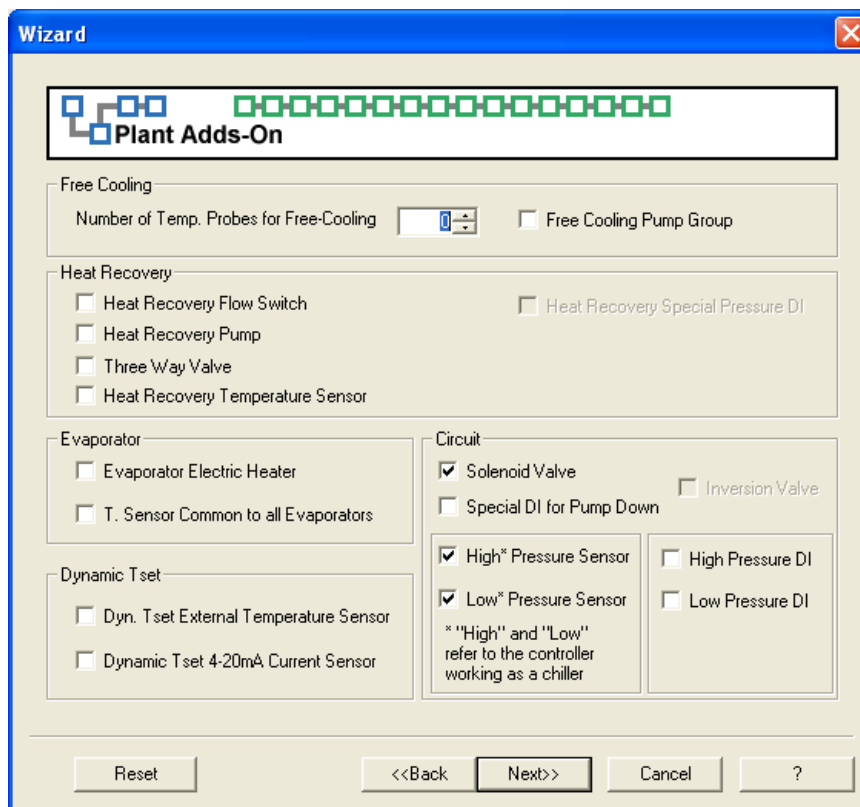 Wizard
Plant Adds-On
Free Cooling
Number of Temp. Probes for Free-Cooling 0 Free Cooling Pump Group
Heat Recovery
Heat Recovery Flow Switch Heat Recovery Special Pressure DI
Heat Recovery Pump
Three Way Valve
Heat Recovery Temperature Sensor
Evaporator
Evaporator Electric Heater
T. Sensor Common to all Evaporators
Circuit
Solenoid Valve
Inversion Valve
Special DI for Pump Down
High* Pressure Sensor
Low* Pressure Sensor
* "High" and "Low"
refer to the controller
working as a chiller
High Pressure DI
Low Pressure DI
Dynamic Tset
Dyn. Tset External Temperature Sensor
Dynamic Tset 4-20mA Current Sensor
Reset <<Back Next>> Cancel ?